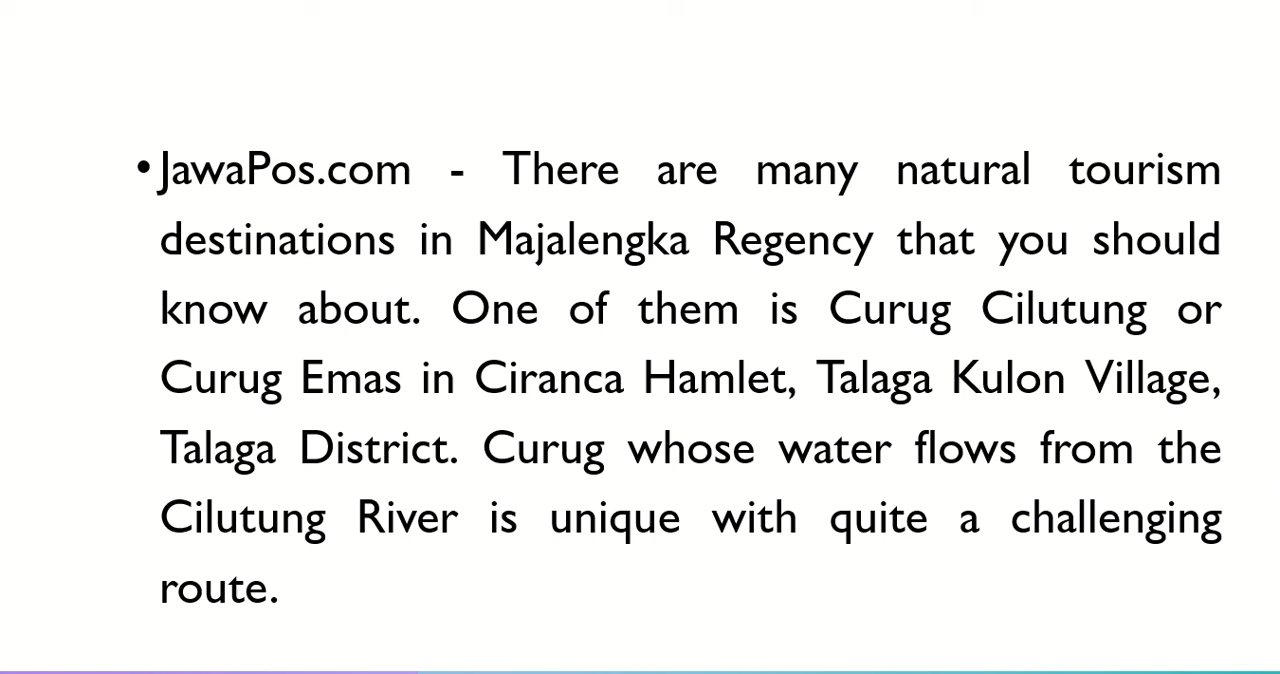 •JawaPos.com - There are many natural tourism
destinations in Majalengka Regency that you should
know about. One of them is Curug Cilutung or
Curug Emas in Ciranca Hamlet, Talaga Kulon Village,
Talaga District. Curug whose water flows from the
Cilutung River is unique with quite a challenging
route.